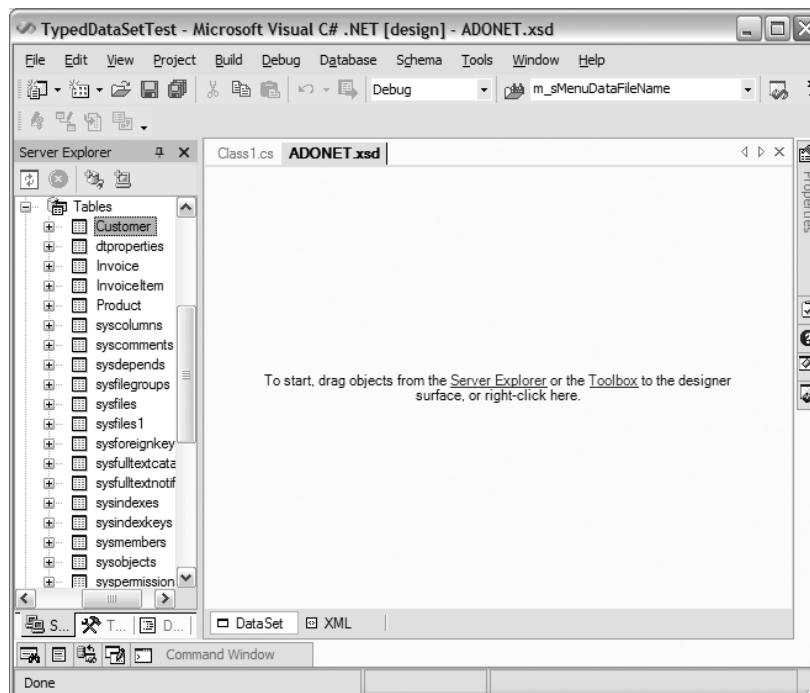 TypedDataSetTest - Microsoft Visual C# .NET [design] - ADONET.xsd
File Edit View Project Build Debug Database Schema Tools Window Help
Debug m_sMenuDataFileName
Server Explorer
Class1.cs ADONET.xsd
Properties
Tables
Customer
dtproperties
Invoice
InvoiceItem
Product
syscolumns
syscomments
sysdepends
sysfilegroups
sysfiles
sysfiles1
sysforeignkey
sysfulltextcata
sysfulltextnotif
sysindexes
sysindexkeys
sysmembers
sysobjects
syspermission
To start, drag objects from the Server Explorer or the Toolbox to the designer
surface, or right-click here.
S... T... D...
DataSet XML
Command Window
Done